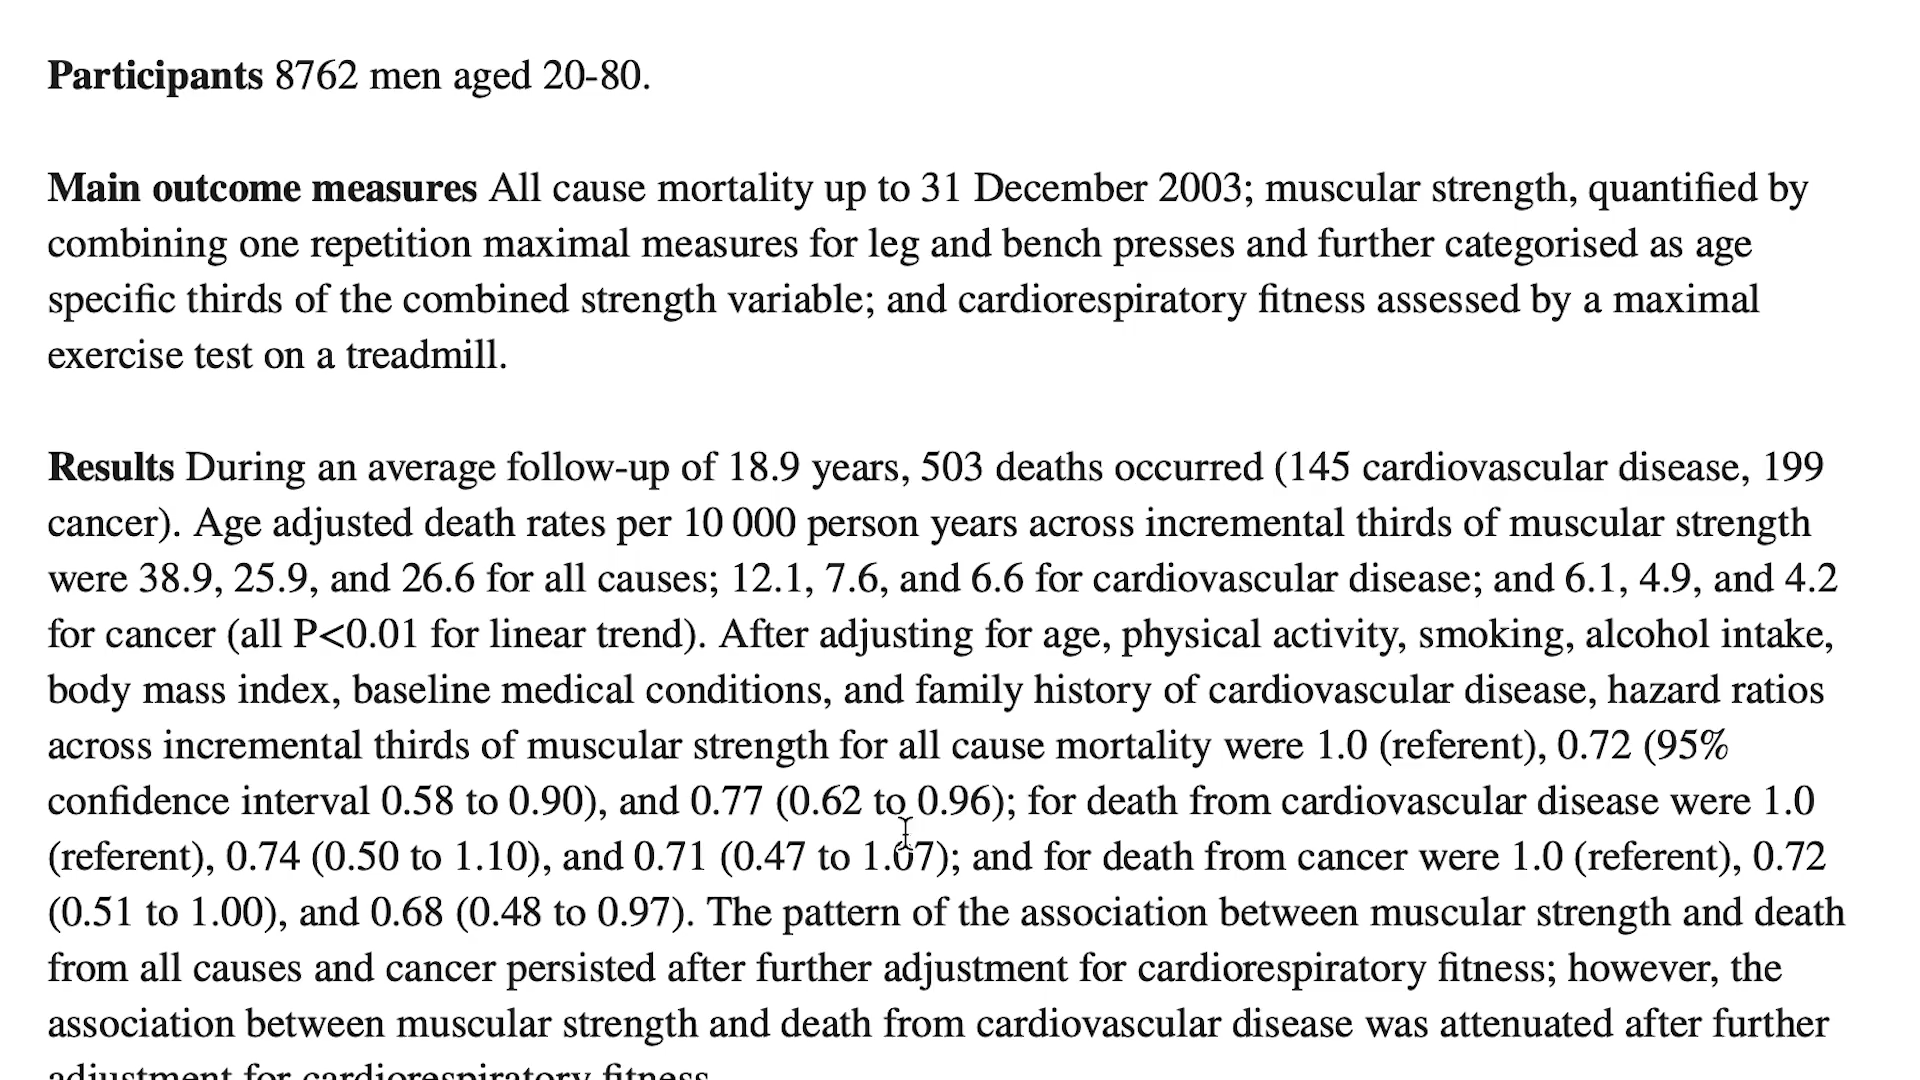 Participants 8762 men aged 20-80.
Main outcome measures All cause mortality up to 31 December 2003; muscular strength, quantified by
combining one repetition maximal measures for leg and bench presses and further categorised as age
specific thirds of the combined strength variable; and cardiorespiratory fitness assessed by a maximal
exercise test on a treadmill.
Results During an average follow-up of 18.9 years, 503 deaths occurred (145 cardiovascular disease, 199
cancer). Age adjusted death rates per 10 000 person years across incremental thirds of muscular strength
were 38.9, 25.9, and 26.6 for all causes; 12.1, 7.6, and 6.6 for cardiovascular disease; and 6.1, 4.9, and 4.2
for cancer (all P<0.01 for linear trend). After adjusting for age, physical activity, smoking, alcohol intake,
body mass index, baseline medical conditions, and family history of cardiovascular disease, hazard ratios
across incremental thirds of muscular strength for all cause mortality were 1.0 (referent), 0.72 (95%
confidence interval 0.58 to 0.90), and 0.77 (0.62 to 0.96); for death from cardiovascular disease were 1.0
(referent), 0.74 (0.50 to 1.10), and 0.71 (0.47 to 1.07); and for death from cancer were 1.0 (referent), 0.72
(0.51 to 1.00), and 0.68 (0.48 to 0.97). The pattern of the association between muscular strength and death
from all causes and cancer persisted after further adjustment for cardiorespiratory fitness; however, the
association between muscular strength and death from cardiovascular disease was attenuated after further
adjustment for cardiorespiratory fitness.